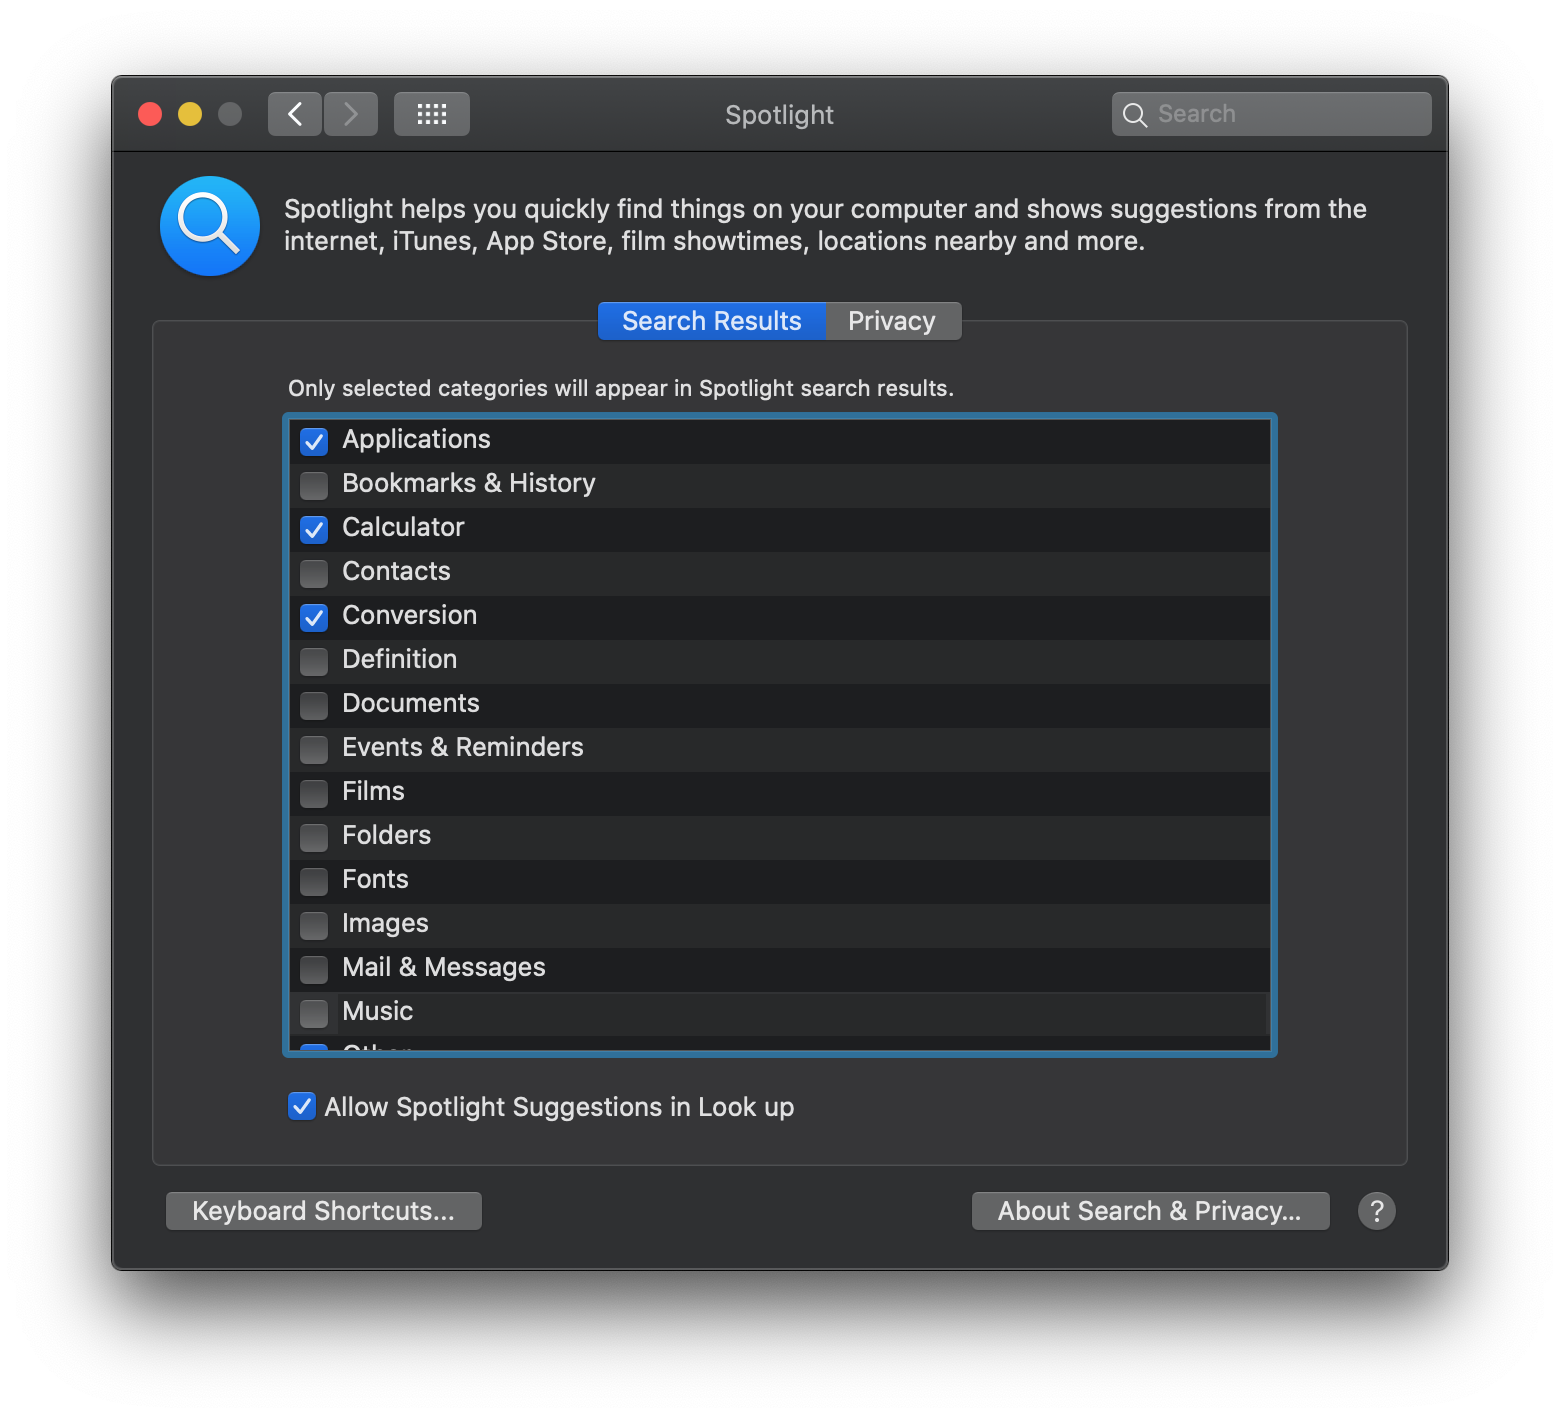 Spotlight
Search
Spotlight helps you quickly find things on your computer and shows suggestions from the
internet, iTunes, App Store, film showtimes, locations nearby and more.
Search Results
Privacy
Only selected categories will appear in Spotlight search results.
Applications
Bookmarks & History
Calculator
Contacts
Conversion
Definition
Documents
Events & Reminders
Films
Folders
Fonts
Images
Mail & Messages
Music
Allow Spotlight Suggestions in Look up
Keyboard Shortcuts...
About Search & Privacy...
?